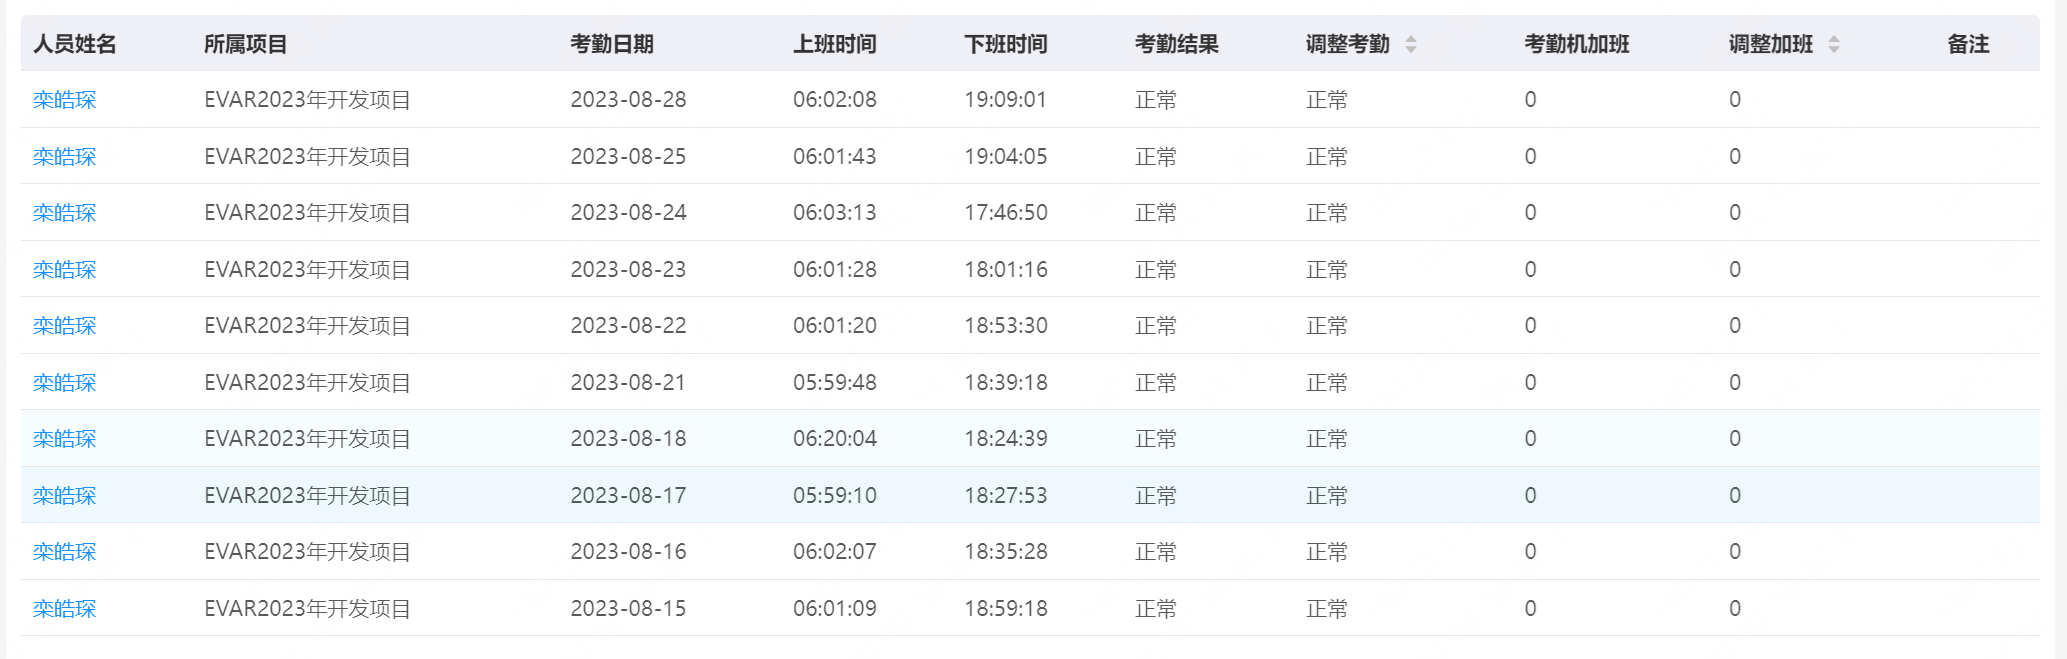 人员姓名 所属项目 考勤日期 上班时间 下班时间 考勤结果 调整考勤 考勤机加班 调整加班 备注
栾皓琛 EVAR2023年开发项目 2023-08-28 06:02:08 19:09:01 正常 正常 0 0
栾皓琛 EVAR2023年开发项目 2023-08-25 06:01:43 19:04:05 正常 正常 0 0
栾皓琛 EVAR2023年开发项目 2023-08-24 06:03:13 17:46:50 正常 正常 0 0
栾皓琛 EVAR2023年开发项目 2023-08-23 06:01:28 18:01:16 正常 正常 0 0
栾皓琛 EVAR2023年开发项目 2023-08-22 06:01:20 18:53:30 正常 正常 0 0
栾皓琛 EVAR2023年开发项目 2023-08-21 05:59:48 18:39:18 正常 正常 0 0
栾皓琛 EVAR2023年开发项目 2023-08-18 06:20:04 18:24:39 正常 正常 0 0
栾皓琛 EVAR2023年开发项目 2023-08-17 05:59:10 18:27:53 正常 正常 0 0
栾皓琛 EVAR2023年开发项目 2023-08-16 06:02:07 18:35:28 正常 正常 0 0
栾皓琛 EVAR2023年开发项目 2023-08-15 06:01:09 18:59:18 正常 正常 0 0